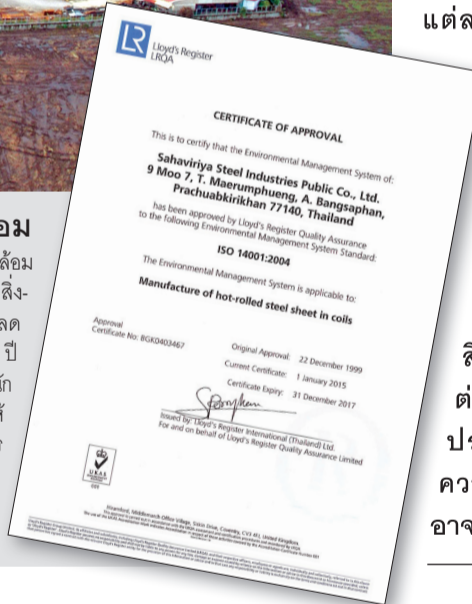 แต่ล
Lloyd's Register
LRQA
CERTIFICATE OF APPROVAL
This is to certify that the Environmental Management System of:
Sahaviriya Steel Industries Public Co., Ltd.
9 Moo 7, T. Maerumphueng, A. Bangsaphan,
Prachuabkirikhan 77140, Thailand
has been approved by Lloyd's Register Quality Assurance
to the following Environmental Management System Standard:
ISO 14001:2004
The Environmental Management System is applicable to:
Manufacture of hot-rolled steel sheet in coils
Approval
Certificate No: BGK0403467
Original Approval: 22 December 1999
Current Certificate: 1 January 2015
Certificate Expiry: 31 December 2017
Issued by: Lloyd's Register International (Thailand) Ltd.
For and on behalf of Lloyd's Register Quality Assurance Limited
UKAS
อม
ล้อม
สิ่ง-
ลด
ปี
สิ
ต่
ปร
ควา
อาจ